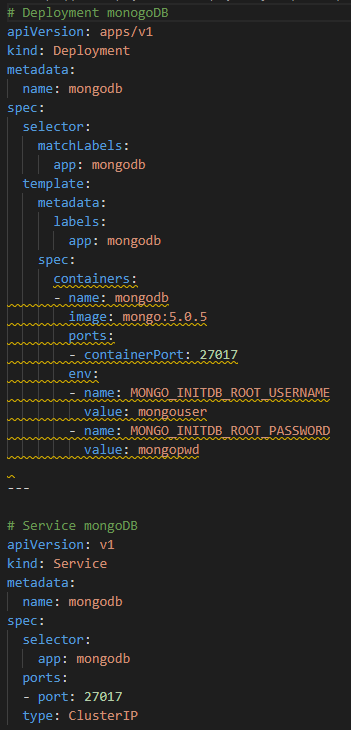 # Deployment monogoDB
apiVersion: apps/v1
kind: Deployment
metadata:
  name: mongodb
spec:
  selector:
    matchLabels:
      app: mongodb
  template:
    metadata:
      labels:
        app: mongodb
    spec:
      containers:
      - name: mongodb
        image: mongo:5.0.5
        ports:
        - containerPort: 27017
        env:
        - name: MONGO_INITDB_ROOT_USERNAME
          value: mongouser
        - name: MONGO_INITDB_ROOT_PASSWORD
          value: mongopwd
---
# Service mongoDB
apiVersion: v1
kind: Service
metadata:
  name: mongodb
spec:
  selector:
    app: mongodb
  ports:
  - port: 27017
  type: ClusterIP